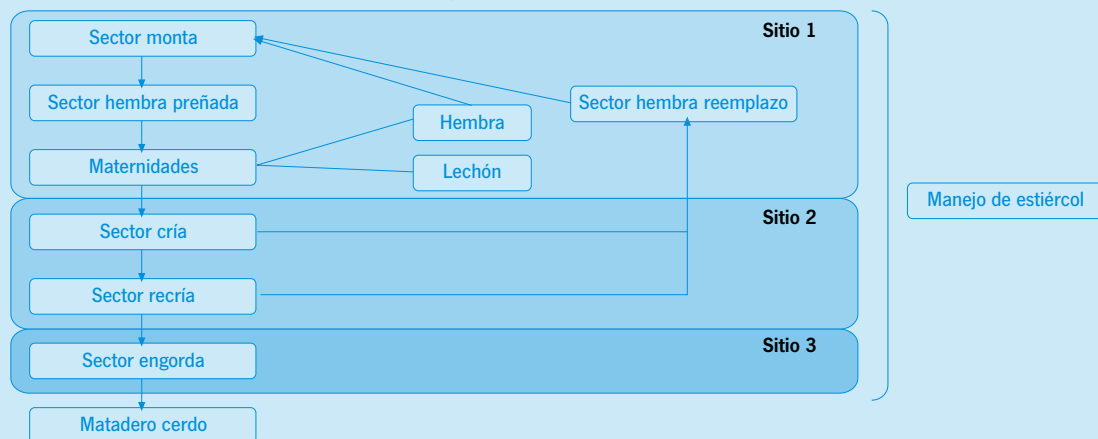 Sitio 1
Sector monta
Sector hembra preñada
Hembra
Sector hembra reemplazo
Maternidades
Lechón
Manejo de estiércol
Sitio 2
Sector cría
Sector recría
Sitio 3
Sector engorda
Matadero cerdo